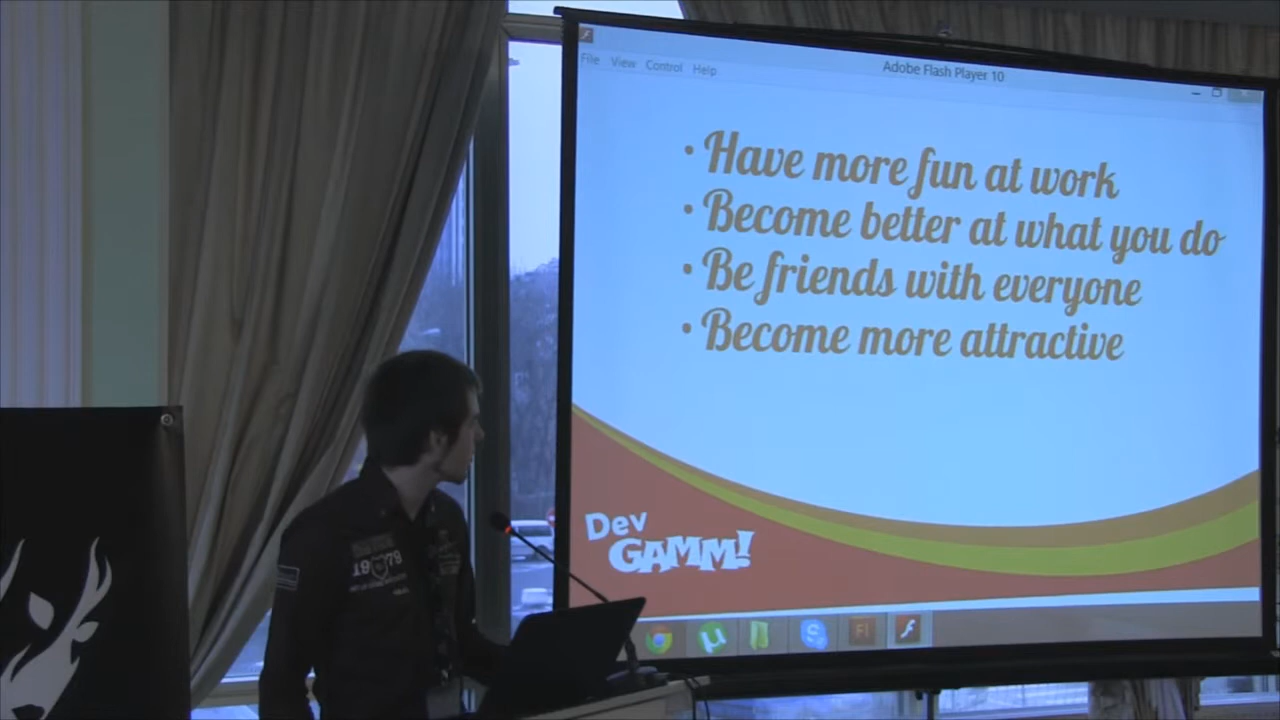 Adobe Flash Player 10
File View Control Help
• Have more fun at work
• Become better at what you do
• Be friends with everyone
• Become more attractive
Dev
GAMM!
Fl
1979